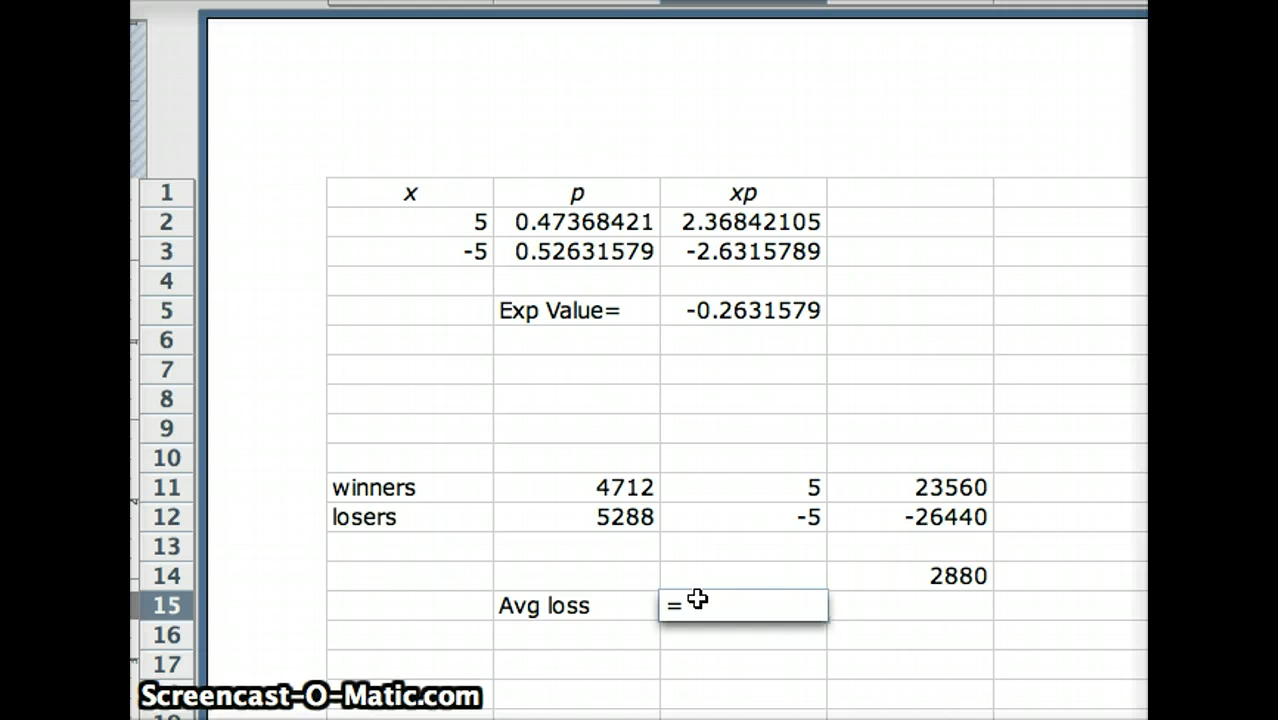 1 x p xp
2 5 0.47368421 2.36842105
3 -5 0.52631579 -2.6315789
4
5 Exp Value= -0.2631579
6
7
8
9
10
11 winners 4712 5 23560
12 losers 5288 -5 -26440
13
14 2880
15 Avg loss =
16
17
Screencast-O-Matic.com